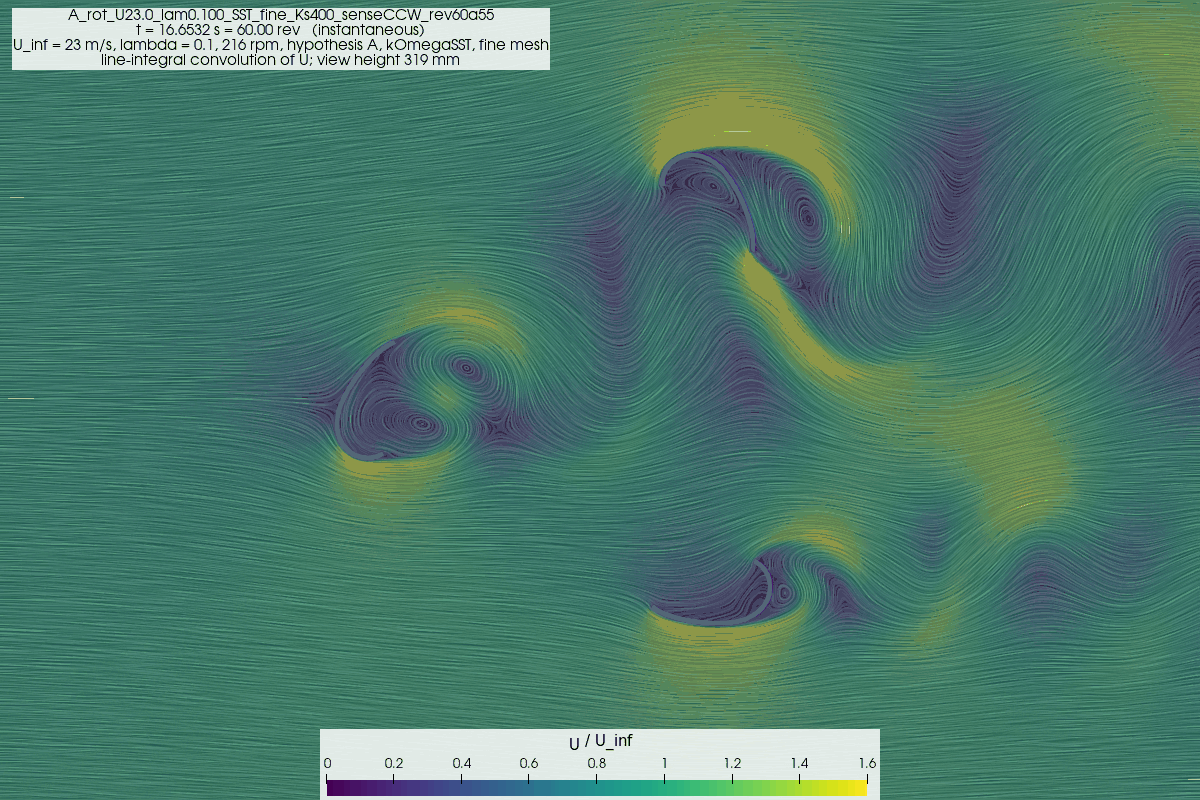 A_rot_U23.0_lam0.100_SST_fine_Ks400_senseCCW_rev60a55
t = 16.6532 s = 60.00 rev (instantaneous)
U_inf = 23 m/s, lambda = 0.1, 216 rpm, hypothesis A, kOmegaSST, fine mesh
line-integral convolution of U; view height 319 mm
U / U_inf
0 0.2 0.4 0.6 0.8 1 1.2 1.4 1.6